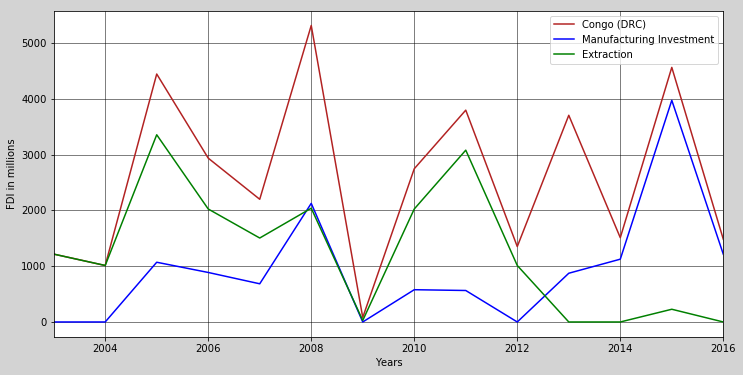 Congo (DRC)
Manufacturing Investment
Extraction
FDI in millions
5000
4000
3000
2000
1000
0
2004 2006 2008 2010 2012 2014 2016
Years